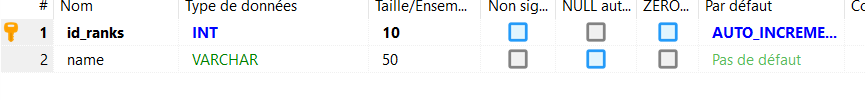 # Nom Type de données Taille/Ensem... Non sig... NULL aut... ZERO... Par défaut Co
1 id_ranks INT 10 AUTO_INCREME...
2 name VARCHAR 50 Pas de défaut